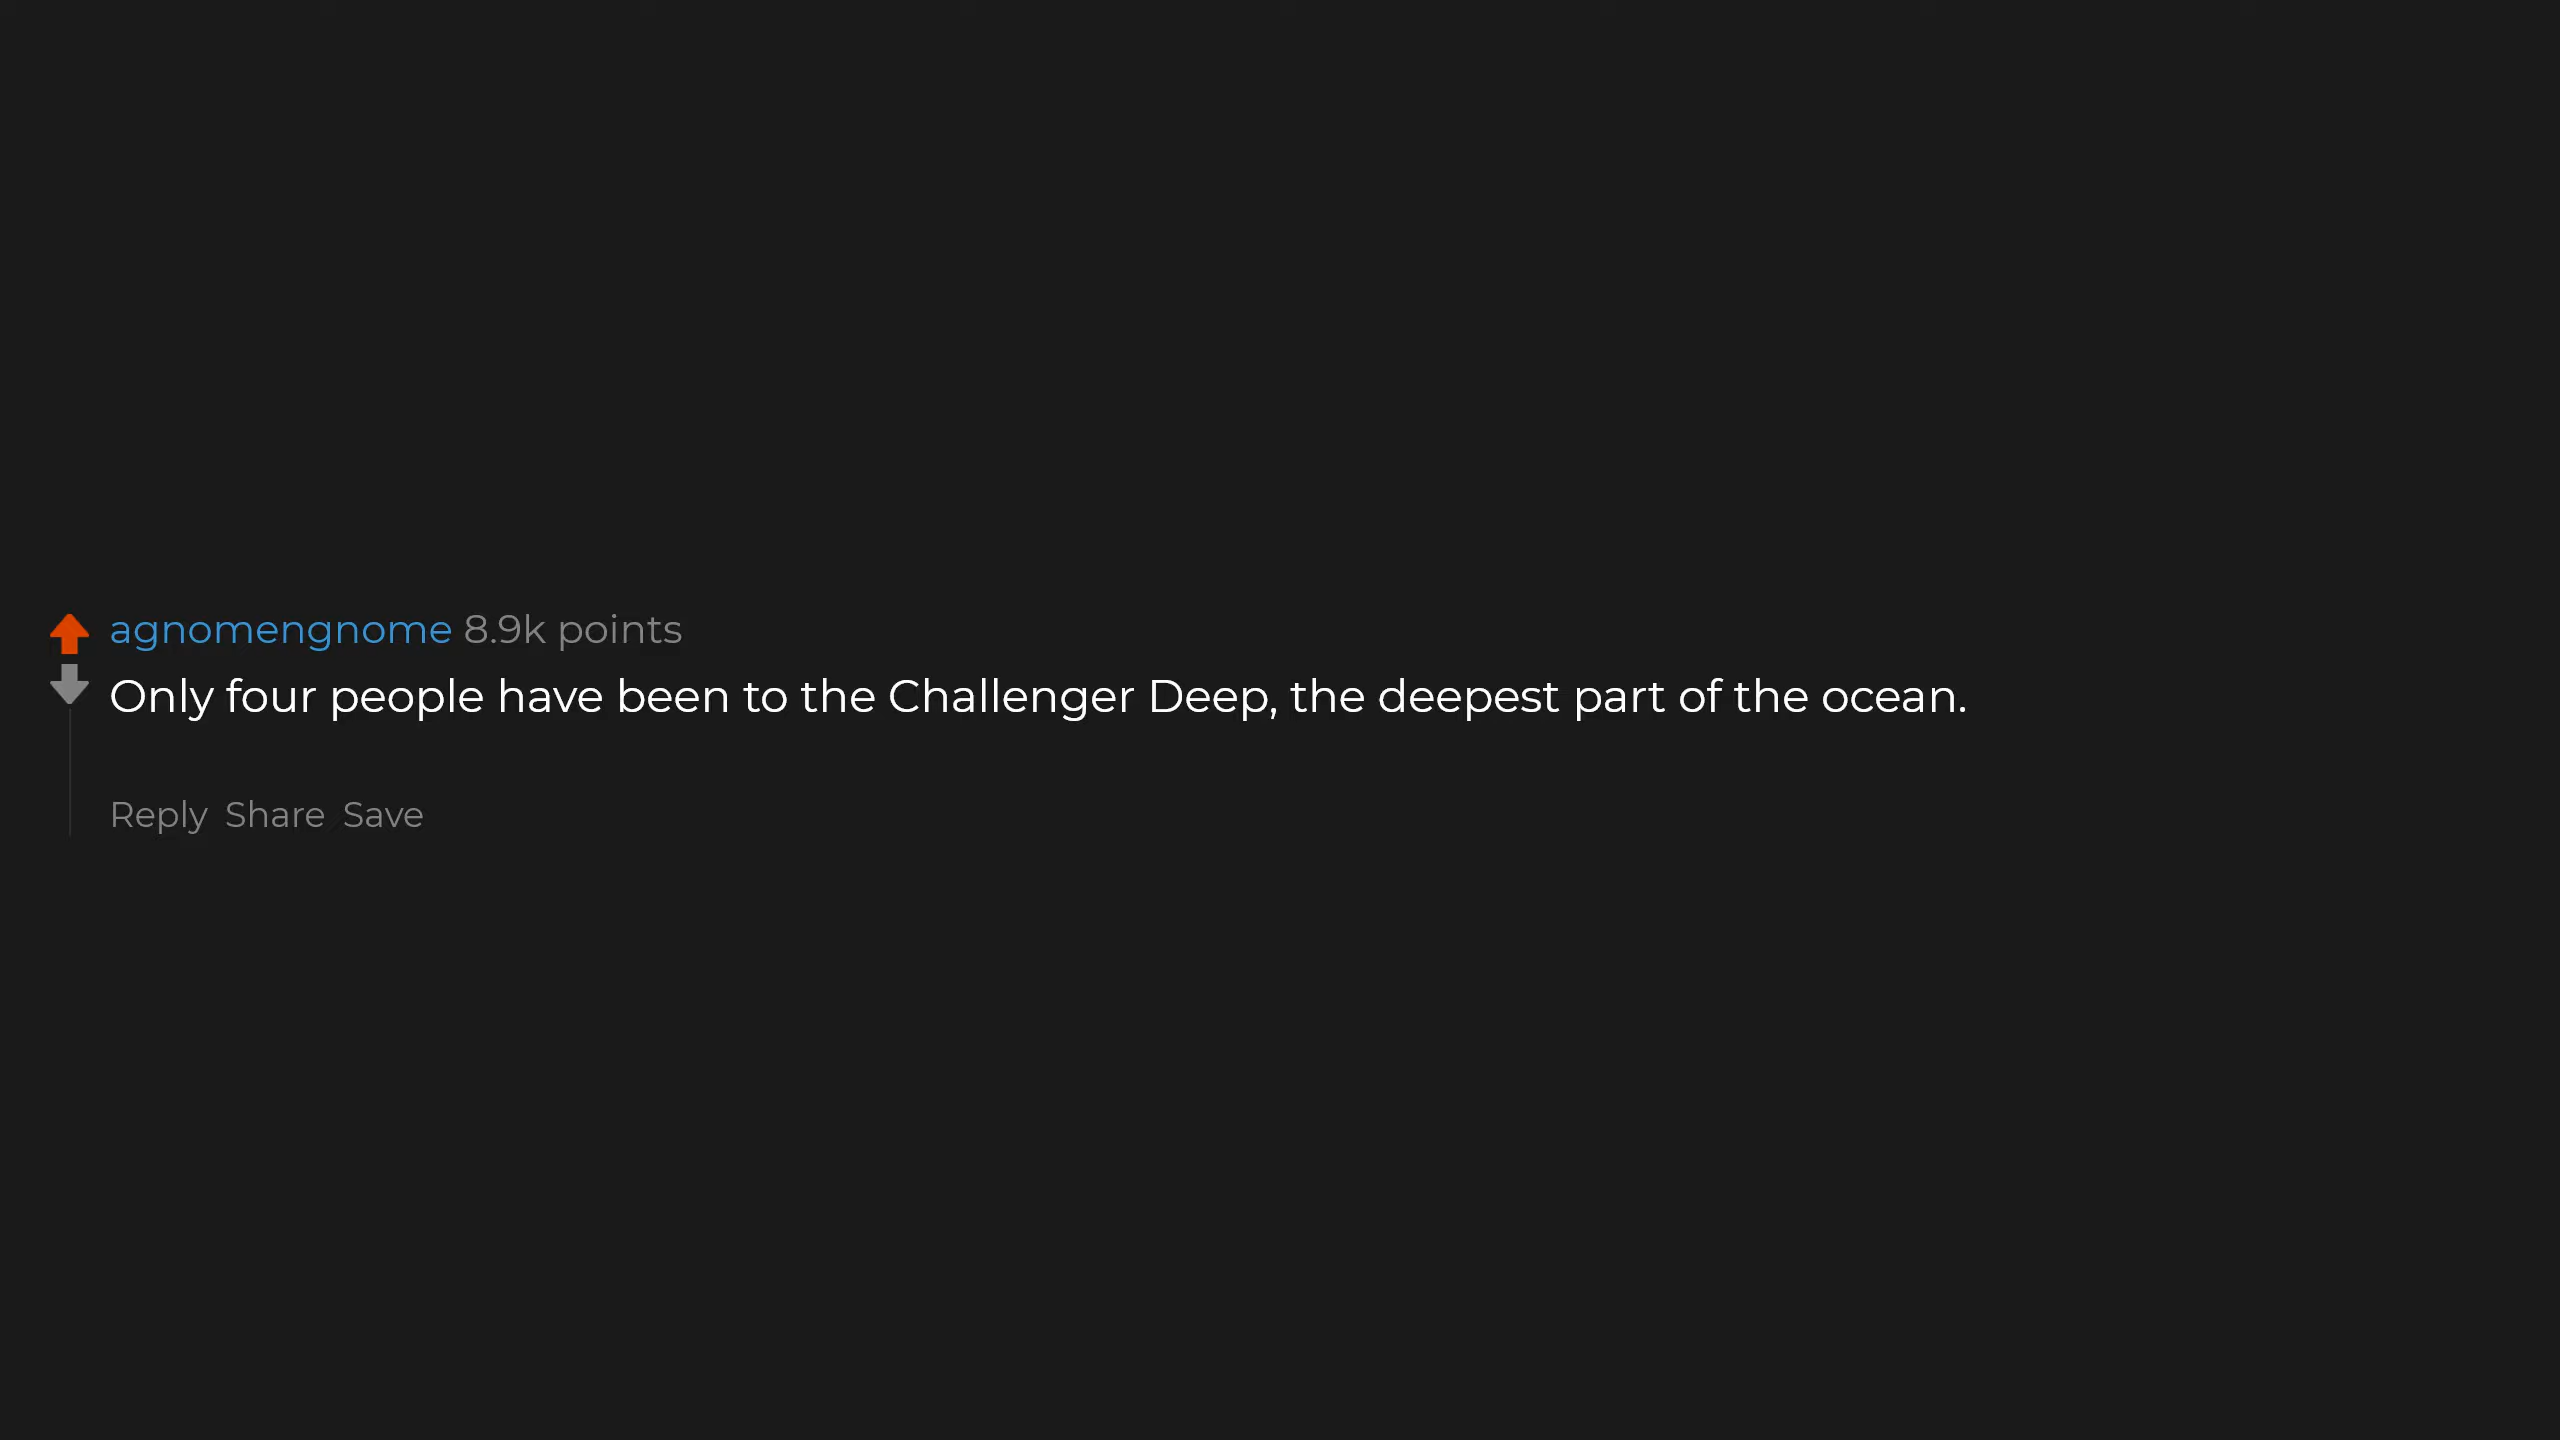 agnomengnome 8.9k points
Only four people have been to the Challenger Deep, the deepest part of the ocean.
Reply Share Save